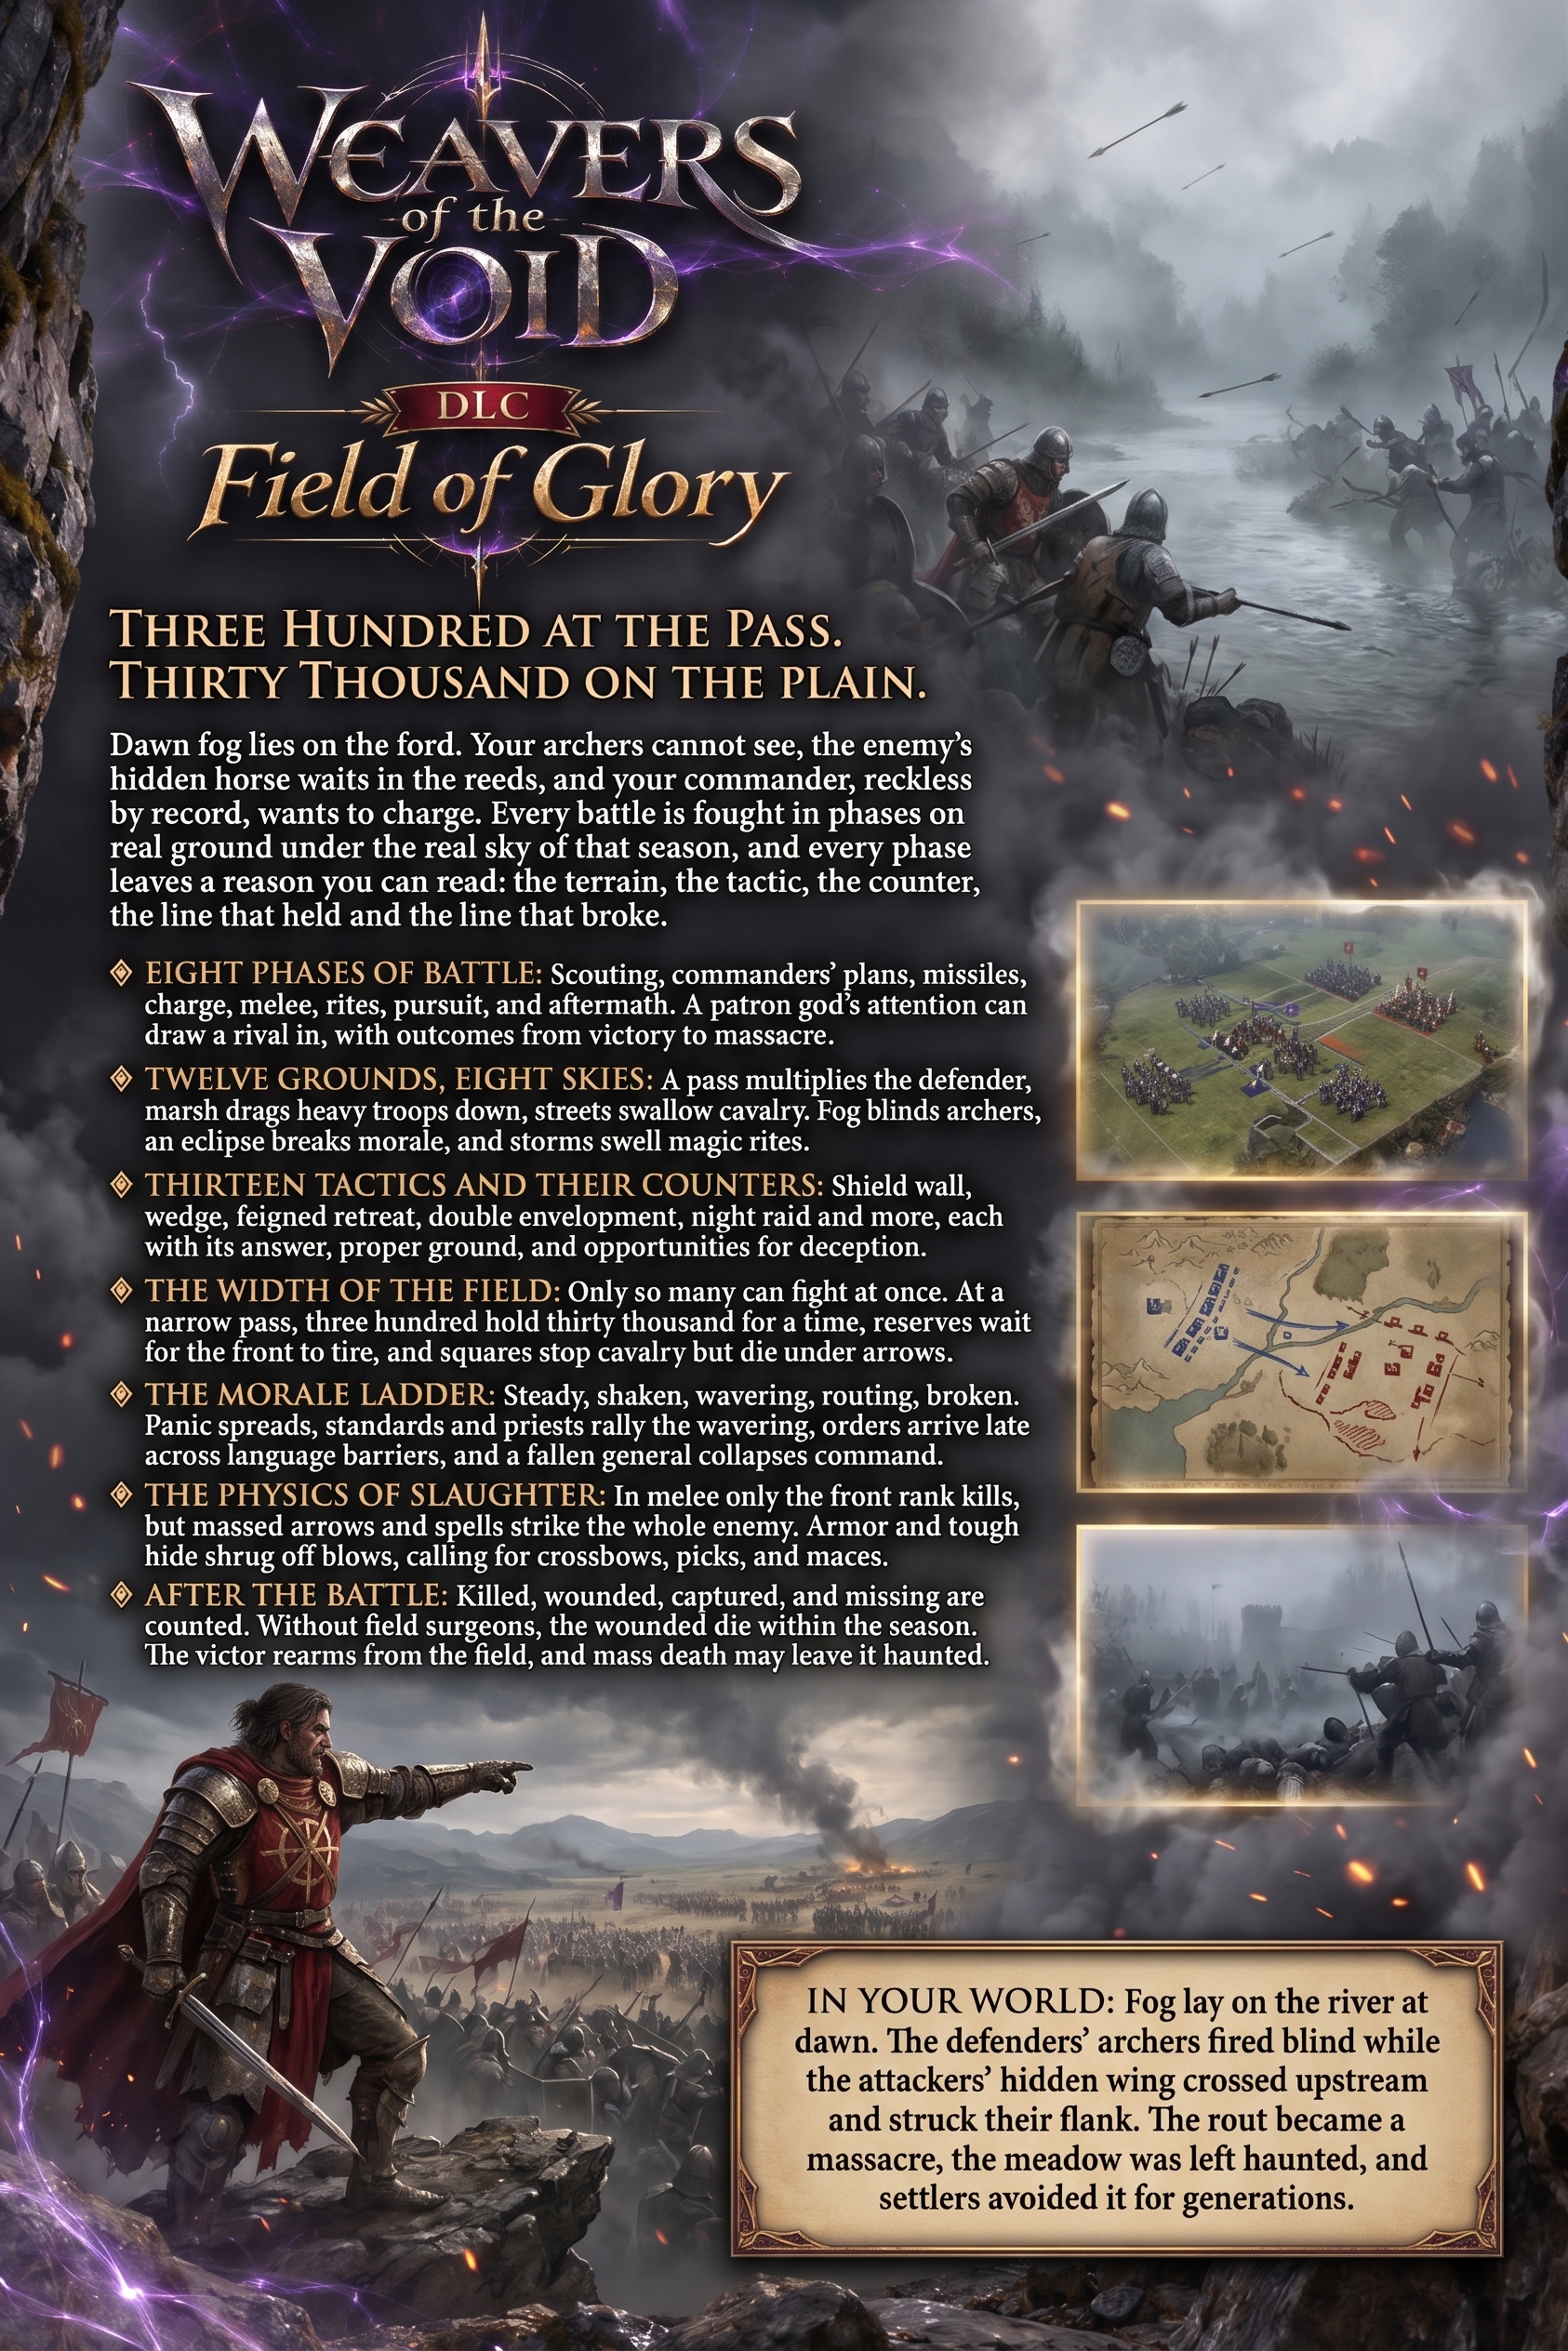 WEAVERS
of the
VOID
DLC
Field of Glory
THREE HUNDRED AT THE PASS.
THIRTY THOUSAND ON THE PLAIN.
Dawn fog lies on the ford. Your archers cannot see, the enemy's
hidden horse waits in the reeds, and your commander, reckless
by record, wants to charge. Every battle is fought in phases on
real ground under the real sky of that season, and every phase
leaves a reason you can read: the terrain, the tactic, the counter,
the line that held and the line that broke.
EIGHT PHASES OF BATTLE: Scouting, commanders' plans, missiles,
charge, melee, rites, pursuit, and aftermath. A patron god's attention can
draw a rival in, with outcomes from victory to massacre.
TWELVE GROUNDS, EIGHT SKIES: A pass multiplies the defender,
marsh drags heavy troops down, streets swallow cavalry. Fog blinds archers,
an eclipse breaks morale, and storms swell magic rites.
THIRTEEN TACTICS AND THEIR COUNTERS: Shield wall,
wedge, feigned retreat, double envelopment, night raid and more, each
with its answer, proper ground, and opportunities for deception.
THE WIDTH OF THE FIELD: Only so many can fight at once. At a
narrow pass, three hundred hold thirty thousand for a time, reserves wait
for the front to tire, and squares stop cavalry but die under arrows.
THE MORALE LADDER: Steady, shaken, wavering, routing, broken.
Panic spreads, standards and priests rally the wavering, orders arrive late
across language barriers, and a fallen general collapses command.
THE PHYSICS OF SLAUGHTER: In melee only the front rank kills,
but massed arrows and spells strike the whole enemy. Armor and tough
hide shrug off blows, calling for crossbows, picks, and maces.
AFTER THE BATTLE: Killed, wounded, captured, and missing are
counted. Without field surgeons, the wounded die within the season.
The victor rearms from the field, and mass death may leave it haunted.
IN YOUR WORLD: Fog lay on the river at
dawn. The defenders' archers fired blind while
the attackers' hidden wing crossed upstream
and struck their flank. The rout became a
massacre, the meadow was left haunted, and
settlers avoided it for generations.